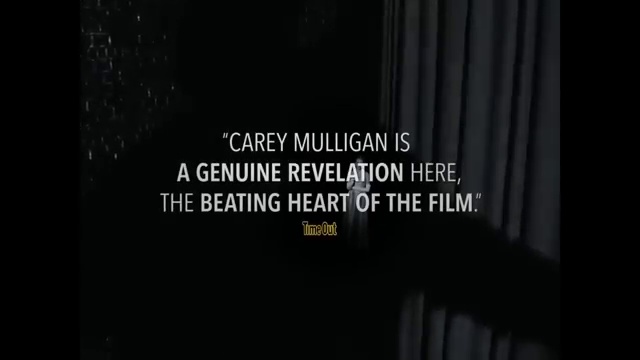 “CAREY MULLIGAN IS
A GENUINE REVELATION HERE,
THE BEATING HEART OF THE FILM.”
Time Out